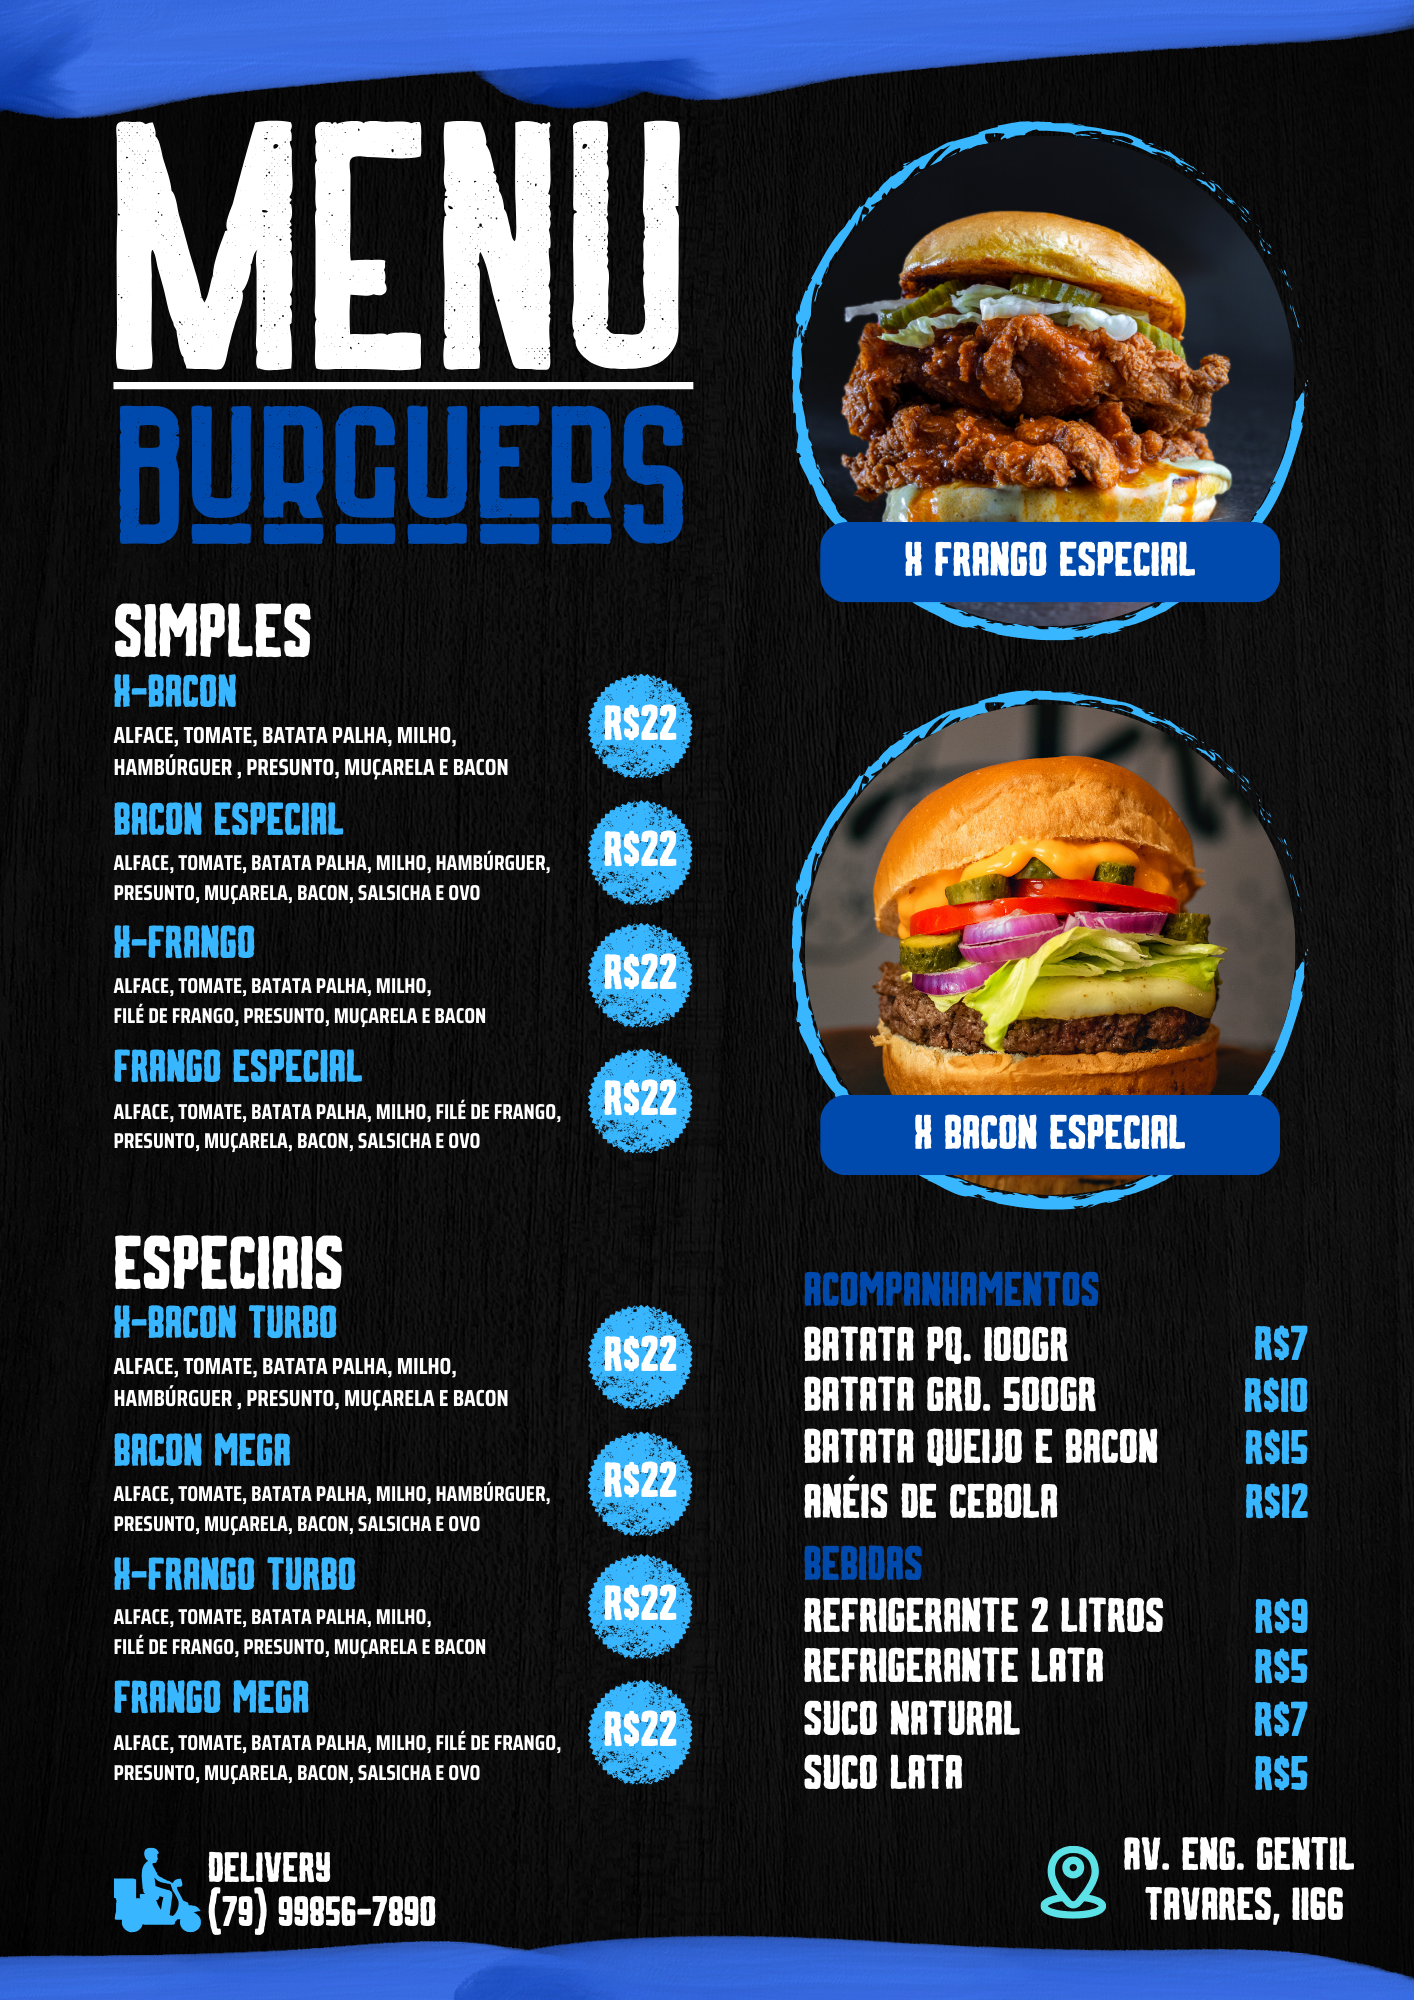 MENU
BURGUERS
SIMPLES
X-BACON
ALFACE, TOMATE, BATATA PALHA, MILHO,
HAMBÚRGUER , PRESUNTO, MUÇARELA E BACON
R$22
BACON ESPECIAL
ALFACE, TOMATE, BATATA PALHA, MILHO, HAMBÚRGUER,
PRESUNTO, MUÇARELA, BACON, SALSICHA E OVO
R$22
X-FRANGO
ALFACE, TOMATE, BATATA PALHA, MILHO,
FILÉ DE FRANGO, PRESUNTO, MUÇARELA E BACON
R$22
FRANGO ESPECIAL
ALFACE, TOMATE, BATATA PALHA, MILHO, FILÉ DE FRANGO,
PRESUNTO, MUÇARELA, BACON, SALSICHA E OVO
R$22
ESPECIAIS
X-BACON TURBO
ALFACE, TOMATE, BATATA PALHA, MILHO,
HAMBÚRGUER , PRESUNTO, MUÇARELA E BACON
R$22
BACON MEGA
ALFACE, TOMATE, BATATA PALHA, MILHO, HAMBÚRGUER,
PRESUNTO, MUÇARELA, BACON, SALSICHA E OVO
R$22
X-FRANGO TURBO
ALFACE, TOMATE, BATATA PALHA, MILHO,
FILÉ DE FRANGO, PRESUNTO, MUÇARELA E BACON
R$22
FRANGO MEGA
ALFACE, TOMATE, BATATA PALHA, MILHO, FILÉ DE FRANGO,
PRESUNTO, MUÇARELA, BACON, SALSICHA E OVO
R$22
DELIVERY
(79) 99856-7890
X FRANGO ESPECIAL
X BACON ESPECIAL
ACOMPANHAMENTOS
BATATA PQ. 100GR R$7
BATATA GRD. 500GR R$10
BATATA QUEIJO E BACON R$15
ANÉIS DE CEBOLA R$12
BEBIDAS
REFRIGERANTE 2 LITROS R$9
REFRIGERANTE LATA R$5
SUCO NATURAL R$7
SUCO LATA R$5
AV. ENG. GENTIL
TAVARES, 1166